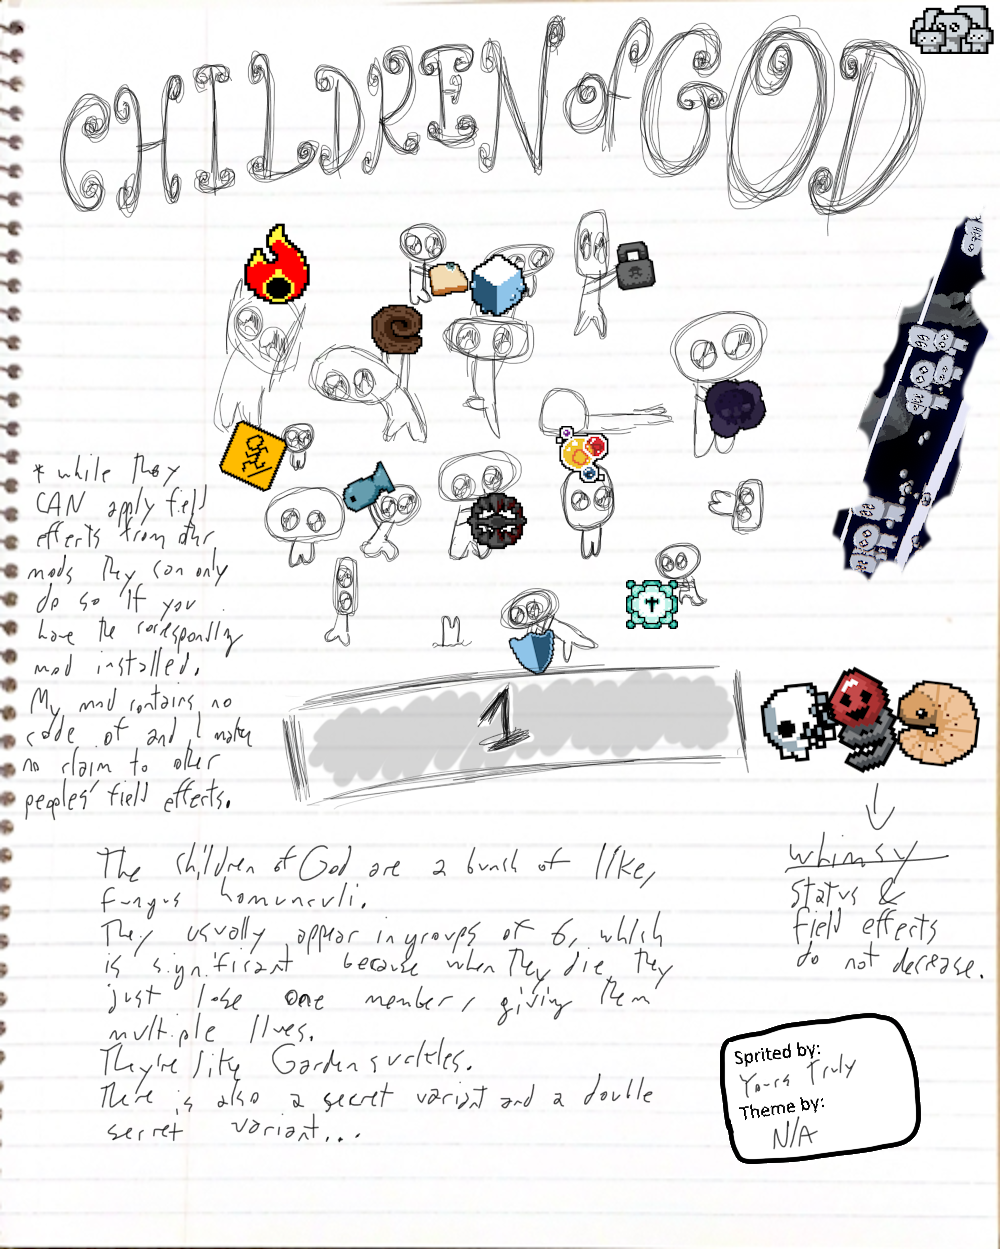 CHILDREN of GOD
* while they
CAN apply field
effects from other
mods they can only
do so if you
have the corresponding
mod installed.
My mod contains no
code of and I make
no claim to other
peoples' field effects.
1
whimsy
status &
field effects
do not decrease.
The children of God are a bunch of like,
fungus homunculi.
They usually appear in groups of 6, which
is significant because when they die they
just lose one member, giving them
multiple lives.
They're like Gardensuckles.
There is also a secret variant and a double
secret variant...
Sprited by:
Yours Truly
Theme by:
N/A